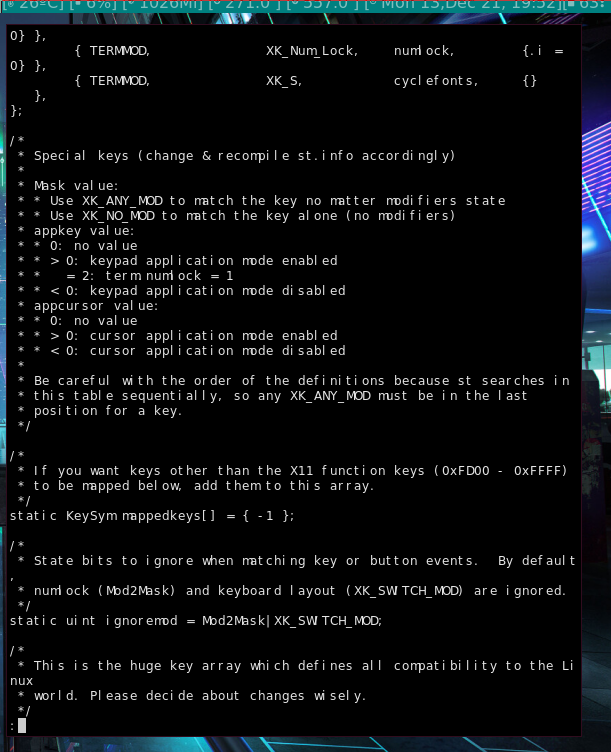 26°C] [ 6%] [ 1026Mi] [ 271.0 ] [ 557.0 ] [ Mon 13,Dec 21, 19:52][ 63
0} },
{ TERMMOD, XK_Num_Lock, numlock, {.i =
0} },
{ TERMMOD, XK_S, cyclefonts, {}
},
};
/*
* Special keys (change & recompile st.info accordingly)
*
* Mask value:
* * Use XK_ANY_MOD to match the key no matter modifiers state
* * Use XK_NO_MOD to match the key alone (no modifiers)
* appkey value:
* * 0: no value
* * > 0: keypad application mode enabled
* *   = 2: term.numlock = 1
* * < 0: keypad application mode disabled
* appcursor value:
* * 0: no value
* * > 0: cursor application mode enabled
* * < 0: cursor application mode disabled
*
* Be careful with the order of the definitions because st searches in
* this table sequentially, so any XK_ANY_MOD must be in the last
* position for a key.
*/
/*
* If you want keys other than the X11 function keys (0xFD00 - 0xFFFF)
* to be mapped below, add them to this array.
*/
static KeySym mappedkeys[] = { -1 };
/*
* State bits to ignore when matching key or button events.  By default
,
* numlock (Mod2Mask) and keyboard layout (XK_SWITCH_MOD) are ignored.
*/
static uint ignoremod = Mod2Mask|XK_SWITCH_MOD;
/*
* This is the huge key array which defines all compatibility to the Li
nux
* world. Please decide about changes wisely.
*/
: